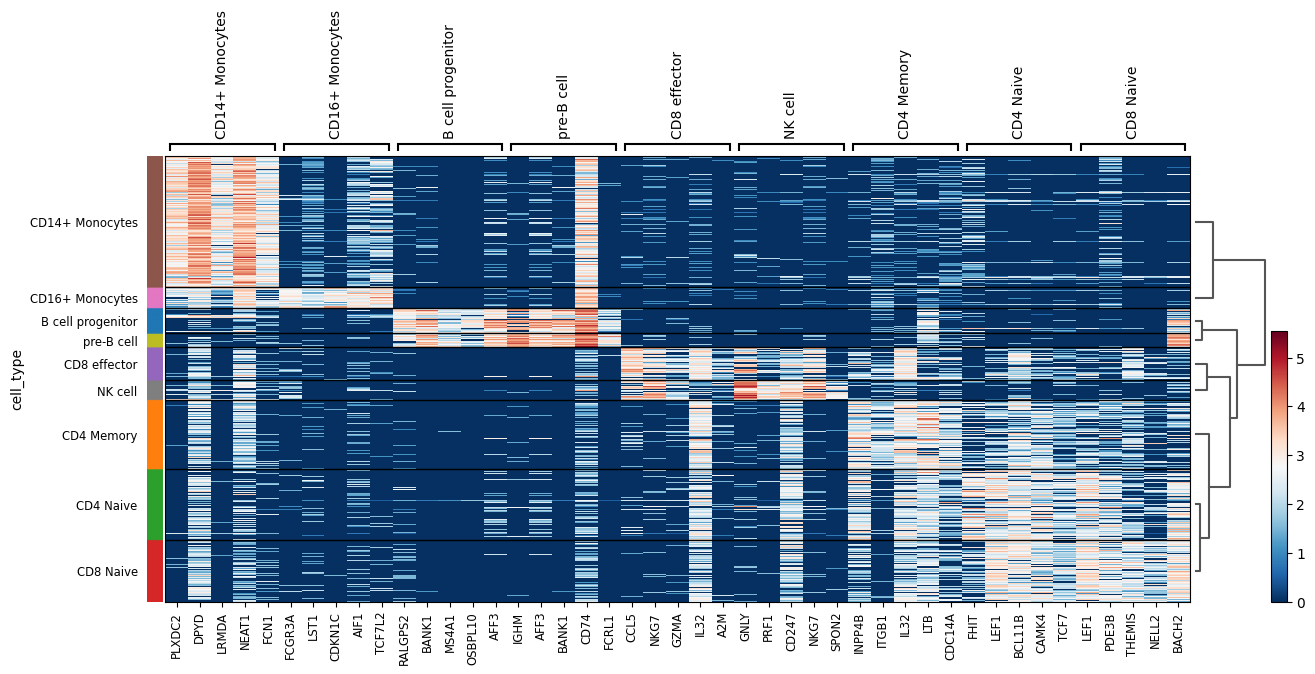 CD14+ Monocytes
CD16+ Monocytes
B cell progenitor
pre-B cell
CD8 effector
NK cell
CD4 Memory
CD4 Naive
CD8 Naive
cell_type
CD14+ Monocytes
CD16+ Monocytes
B cell progenitor
pre-B cell
CD8 effector
NK cell
CD4 Memory
CD4 Naive
CD8 Naive
5
4
3
2
1
0
PLXDC2
DPYD
LRMDA
NEAT1
FCN1
FCGR3A
LST1
CDKN1C
AIF1
TCF7L2
RALGPS2
BANK1
MS4A1
OSBPL10
AFF3
IGHM
AFF3
BANK1
CD74
FCRL1
CCL5
NKG7
GZMA
IL32
A2M
GNLY
PRF1
CD247
NKG7
SPON2
INPP4B
ITGB1
IL32
LTB
CDC14A
FHIT
LEF1
BCL11B
CAMK4
TCF7
LEF1
PDE3B
THEMIS
NELL2
BACH2